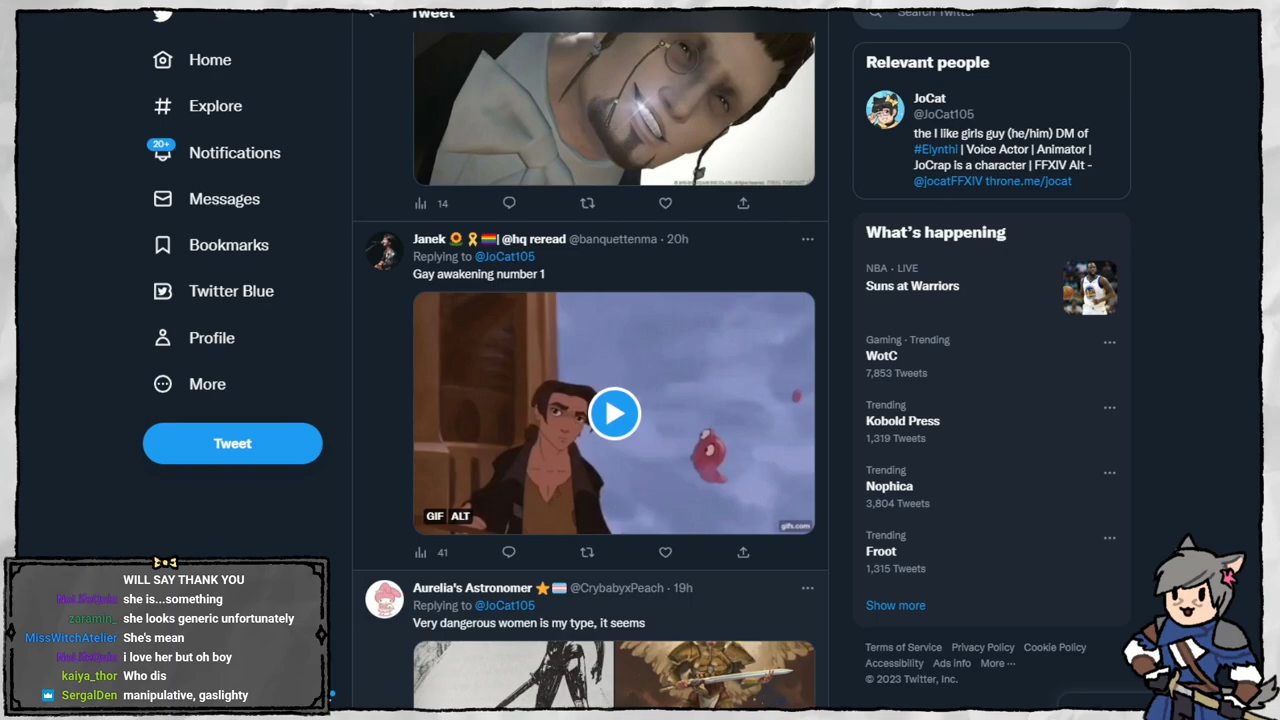 Home
Explore
20+
Notifications
Messages
Bookmarks
Twitter Blue
Profile
More
Tweet
Tweet
14
Janek 🌻 🎗️ 🏳️‍🌈| @hq reread @banquettenma · 20h
Replying to @JoCat105
Gay awakening number 1
GIF ALT
gifs.com
41
Aurelia's Astronomer ⭐ 🏳️‍⚧️ @CrybabyxPeach · 19h
Replying to @JoCat105
Very dangerous women is my type, it seems
Search Twitter
Relevant people
JoCat
@JoCat105
the I like girls guy (he/him) DM of
#Elynthi | Voice Actor | Animator |
JoCrap is a character | FFXIV Alt -
@jocatFFXIV throne.me/jocat
What's happening
NBA · LIVE
Suns at Warriors
Gaming · Trending
WotC
7,853 Tweets
Trending
Kobold Press
1,319 Tweets
Trending
Nophica
3,804 Tweets
Trending
Froot
1,315 Tweets
Show more
Terms of Service Privacy Policy Cookie Policy
Accessibility Ads info More ···
© 2023 Twitter, Inc.
WILL SAY THANK YOU
she is...something
zaramin_ she looks generic unfortunately
MissWitchAtelier She's mean
i love her but oh boy
kaiya_thor Who dis
SergalDen manipulative, gaslighty